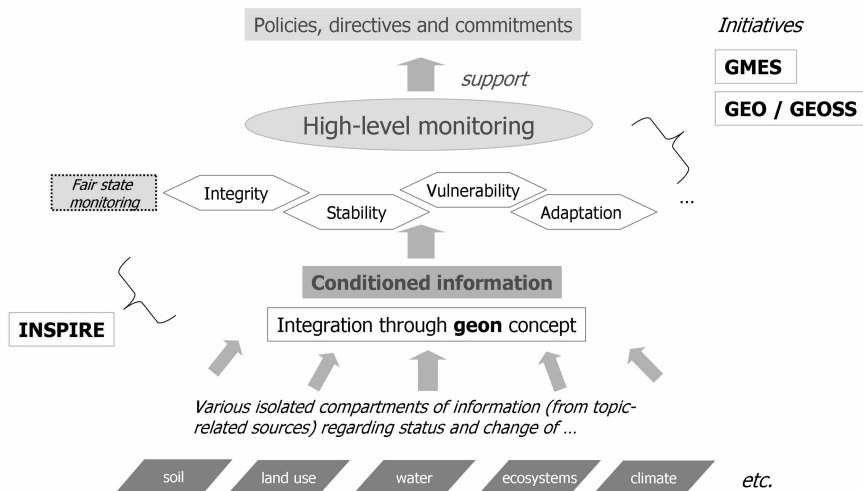 Policies, directives and commitments
Initiatives
GMES
support
GEO / GEOSS
High-level monitoring
Fair state
monitoring
Integrity
Stability
Vulnerability
Adaptation
...
Conditioned information
INSPIRE
Integration through geon concept
Various isolated compartments of information (from topic-
related sources) regarding status and change of ...
soil
land use
water
ecosystems
climate
etc.